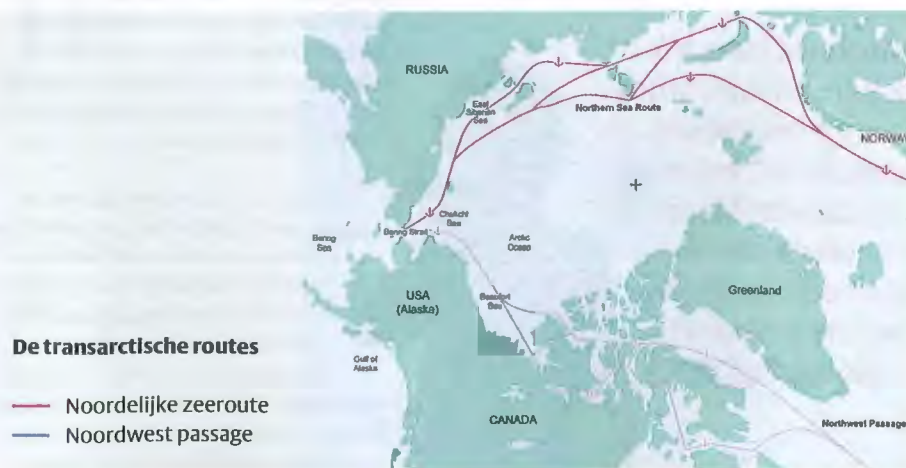 RUSSIA
East
Siberian
Sea
Northern Sea Route
NORWAY
Chukchi
Sea
Bering Strait
Bering
Sea
Arctic
Ocean
Greenland
USA
(Alaska)
Beaufort
Sea
De transarctische routes
Gulf of
Alaska
Noordelijke zeeroute
CANADA
Northwest Passage
Noordwest passage